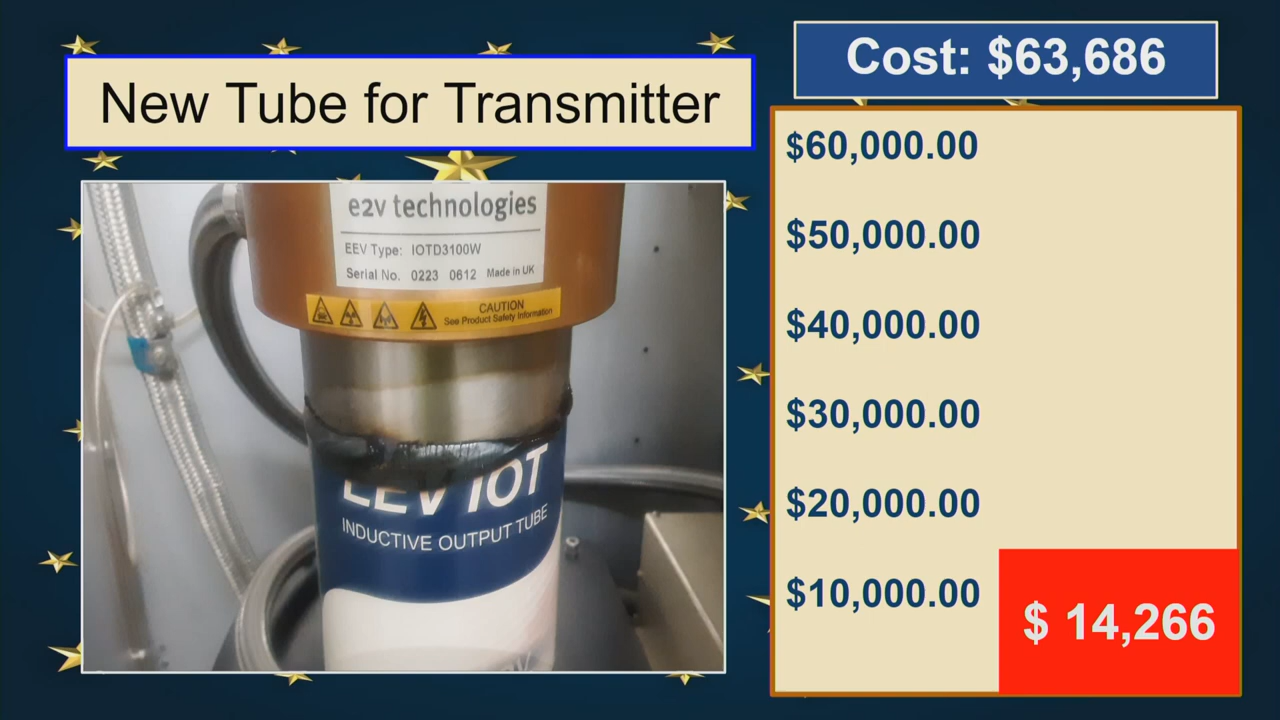 New Tube for Transmitter
e2v technologies
EEV Type: IOTD3100W
Serial No. 0223 0612 Made in UK
CAUTION
See Product Safety Information
EEV IOT
INDUCTIVE OUTPUT TUBE
Cost: $63,686
$60,000.00
$50,000.00
$40,000.00
$30,000.00
$20,000.00
$10,000.00
$ 14,266